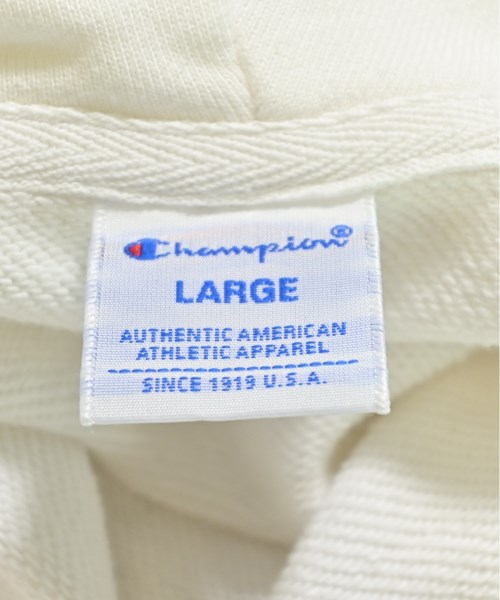 Champion®
LARGE
AUTHENTIC AMERICAN
ATHLETIC APPAREL
SINCE 1919 U.S.A.